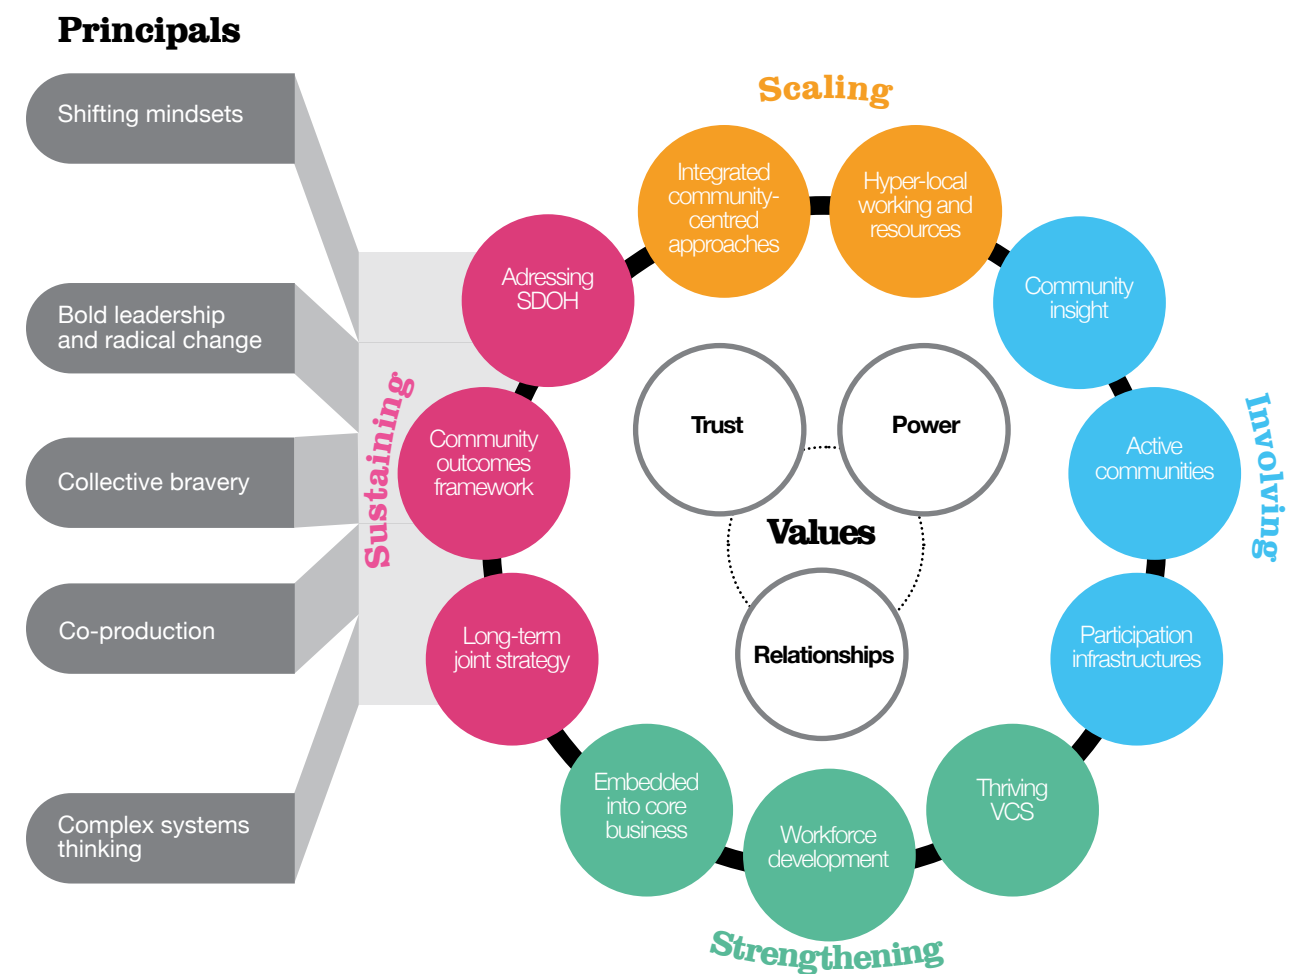 Principals
Shifting mindsets
Bold leadership
and radical change
Collective bravery
Co-production
Complex systems
thinking
Scaling
Integrated
community-
centred
approaches
Hyper-local
working and
resources
Involving
Community
insight
Active
communities
Participation
infrastructures
Strengthening
Thriving
VCS
Workforce
development
Embedded
into core
business
Sustaining
Long-term
joint strategy
Community
outcomes
framework
Adressing
SDOH
Values
Trust
Power
Relationships